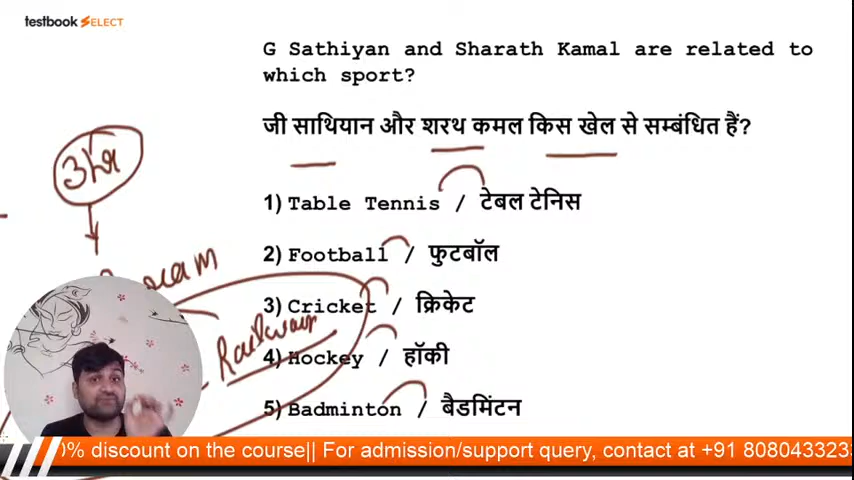 testbook SELECT
G Sathiyan and Sharath Kamal are related to
which sport?
जी साथियान और शरथ कमल किस खेल से सम्बंधित हैं?
1) Table Tennis / टेबल टेनिस
2) Football / फुटबॉल
3) Cricket / क्रिकेट
Railway
4) Hockey / हॉकी
5) Badminton / बैडमिंटन
0% discount on the course|| For admission/support query, contact at +91 808043323